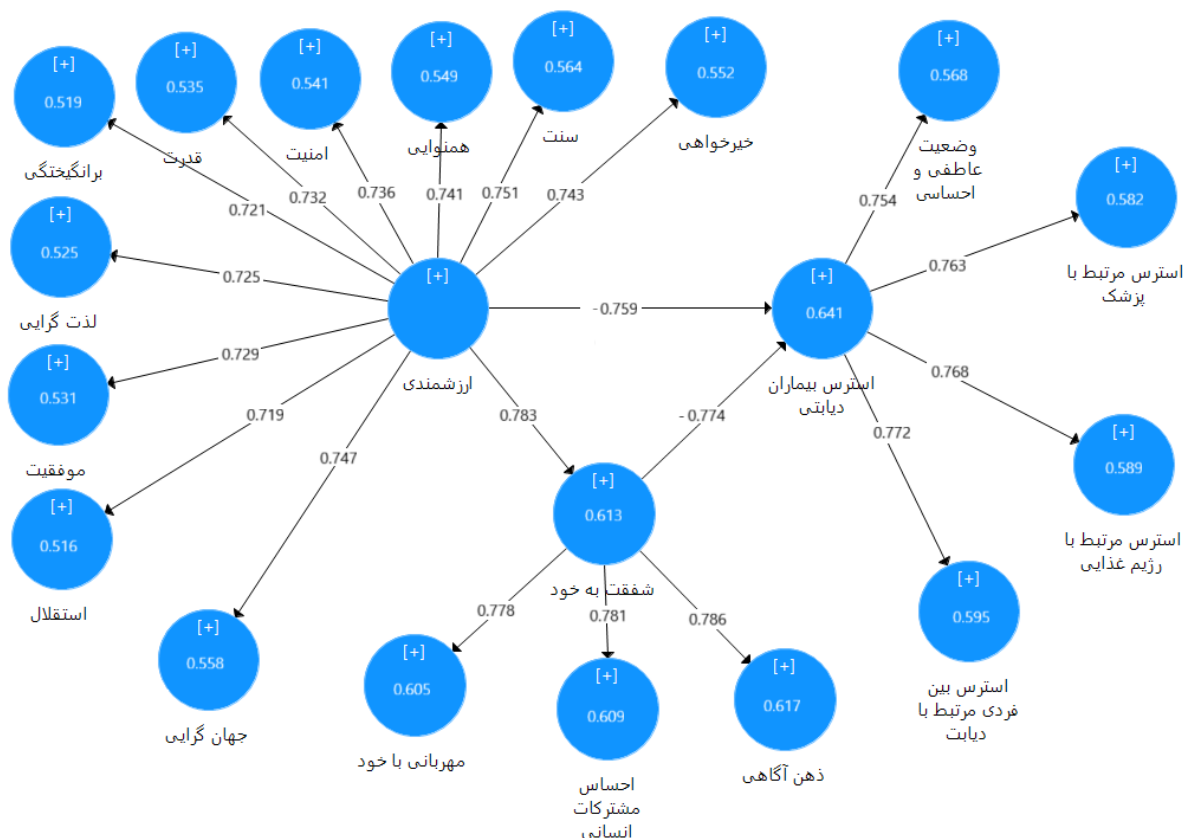 [+]
0.519
برانگیختگی
[+]
0.535
قدرت
[+]
0.541
امنیت
[+]
0.549
همنوایی
[+]
0.564
سنت
[+]
0.552
خیرخواهی
[+]
0.568
وضعیت
عاطفی و
احساسی
[+]
0.582
استرس مرتبط با
پزشک
0.721
0.732
0.736
0.741
0.751
0.743
0.754
0.763
[+]
0.525
لذت گرایی
0.725
[+]
ارزشمندی
-0.759
[+]
0.641
استرس بیماران
دیابتی
[+]
0.531
موفقیت
0.729
0.719
0.747
0.783
-0.774
0.772
0.768
[+]
0.589
استرس مرتبط با
رژیم غذایی
[+]
0.516
استقلال
[+]
0.613
شفقت به خود
[+]
0.595
استرس بین
فردی مرتبط با
دیابت
[+]
0.558
جهان گرایی
0.778
0.781
0.786
[+]
0.605
مهربانی با خود
[+]
0.609
احساس
مشترکات
انسانی
[+]
0.617
ذهن آگاهی